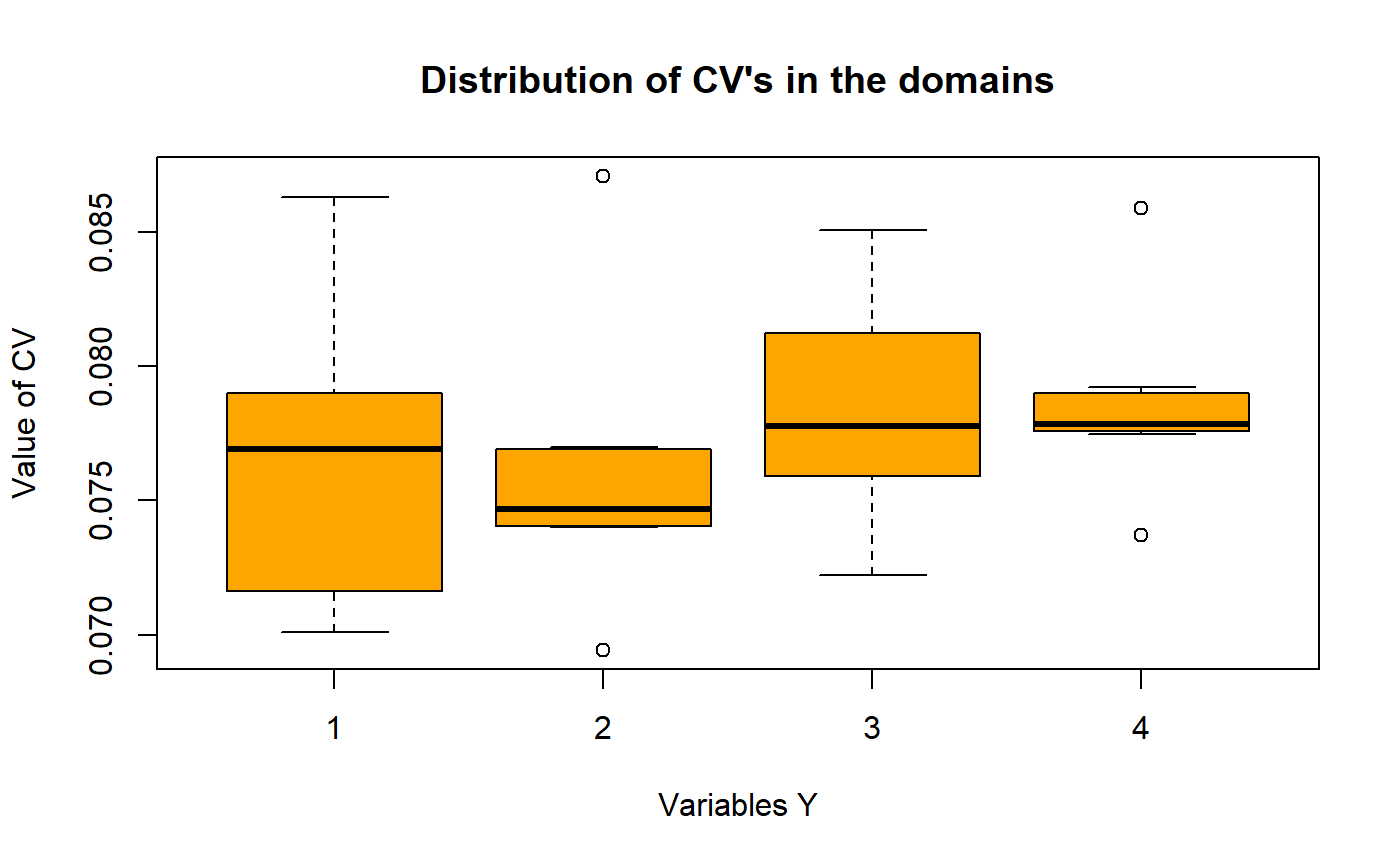 Distribution of CV's in the domains
Value of CV
0.085
0.080
0.075
0.070
1 2 3 4
Variables Y